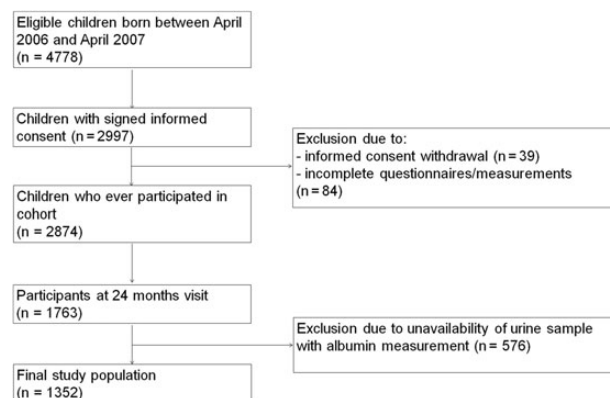 Eligible children born between April
2006 and April 2007
(n = 4778)
Children with signed informed
consent (n = 2997)
Exclusion due to:
- informed consent withdrawal (n = 39)
- incomplete questionnaires/measurements
(n = 84)
Children who ever participated in
cohort
(n = 2874)
Participants at 24 months visit
(n = 1763)
Exclusion due to unavailability of urine sample
with albumin measurement (n = 576)
Final study population
(n = 1352)